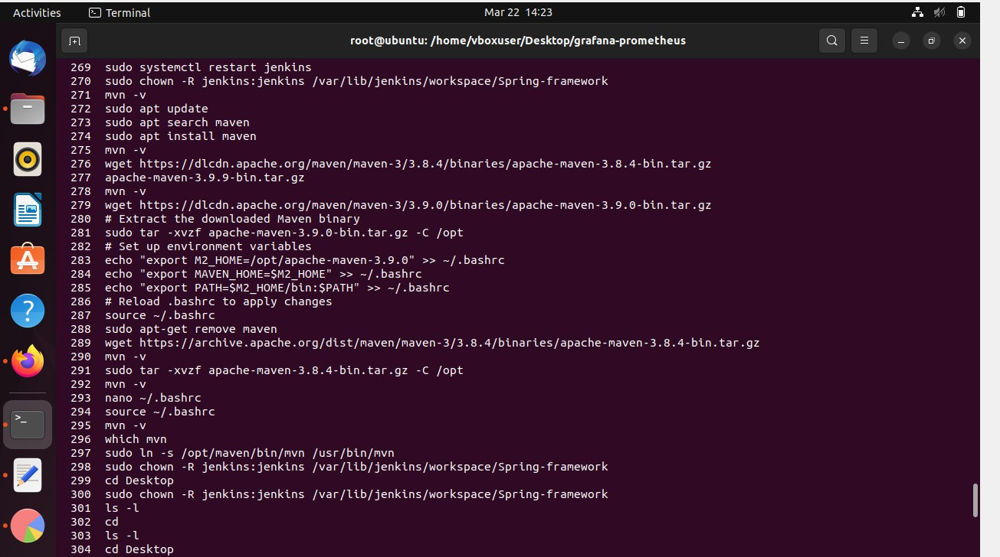 Activities
Terminal
Mar 22 14:23
root@ubuntu: /home/vboxuser/Desktop/grafana-prometheus
269 sudo systemctl restart jenkins
270 sudo chown -R jenkins:jenkins /var/lib/jenkins/workspace/Spring-framework
271 mvn -v
272 sudo apt update
273 sudo apt search maven
274 sudo apt install maven
275 mvn -v
276 wget https://dlcdn.apache.org/maven/maven-3/3.8.4/binaries/apache-maven-3.8.4-bin.tar.gz
277 apache-maven-3.9.9-bin.tar.gz
278 mvn -v
279 wget https://dlcdn.apache.org/maven/maven-3/3.9.0/binaries/apache-maven-3.9.0-bin.tar.gz
280 # Extract the downloaded Maven binary
281 sudo tar -xvzf apache-maven-3.9.0-bin.tar.gz -C /opt
282 # Set up environment variables
283 echo "export M2_HOME=/opt/apache-maven-3.9.0" >> ~/.bashrc
284 echo "export MAVEN_HOME=$M2_HOME" >> ~/.bashrc
285 echo "export PATH=$M2_HOME/bin:$PATH" >> ~/.bashrc
286 # Reload .bashrc to apply changes
287 source ~/.bashrc
288 sudo apt-get remove maven
289 wget https://archive.apache.org/dist/maven/maven-3/3.8.4/binaries/apache-maven-3.8.4-bin.tar.gz
290 mvn -v
291 sudo tar -xvzf apache-maven-3.8.4-bin.tar.gz -C /opt
292 mvn -v
293 nano ~/.bashrc
294 source ~/.bashrc
295 mvn -v
296 which mvn
297 sudo ln -s /opt/maven/bin/mvn /usr/bin/mvn
298 sudo chown -R jenkins:jenkins /var/lib/jenkins/workspace/Spring-framework
299 cd Desktop
300 sudo chown -R jenkins:jenkins /var/lib/jenkins/workspace/Spring-framework
301 ls -l
302 cd
303 ls -l
304 cd Desktop